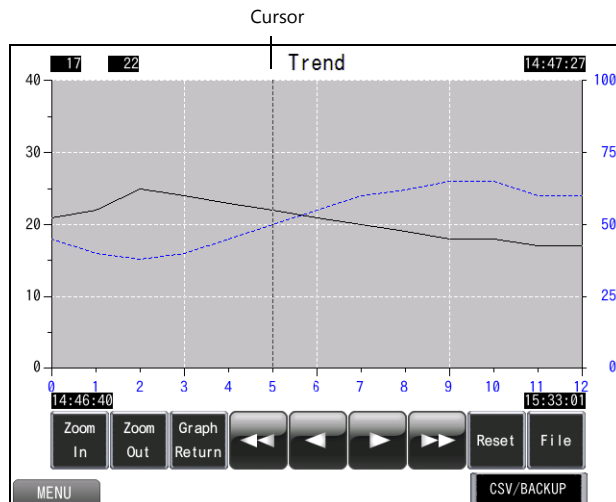 Cursor
17 22 Trend 14:47:27
40 100
30 75
20 50
10 25
0 0
0 1 2 3 4 5 6 7 8 9 10 11 12
14:46:40 15:33:01
Zoom In Zoom Out Graph Return Reset File
MENU CSV/BACKUP